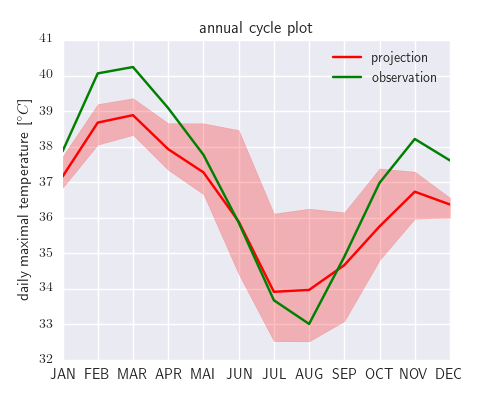 annual cycle plot
projection
observation
daily maximal temperature [°C]
41
40
39
38
37
36
35
34
33
32
JAN FEB MAR APR MAI JUN JUL AUG SEP OCT NOV DEC